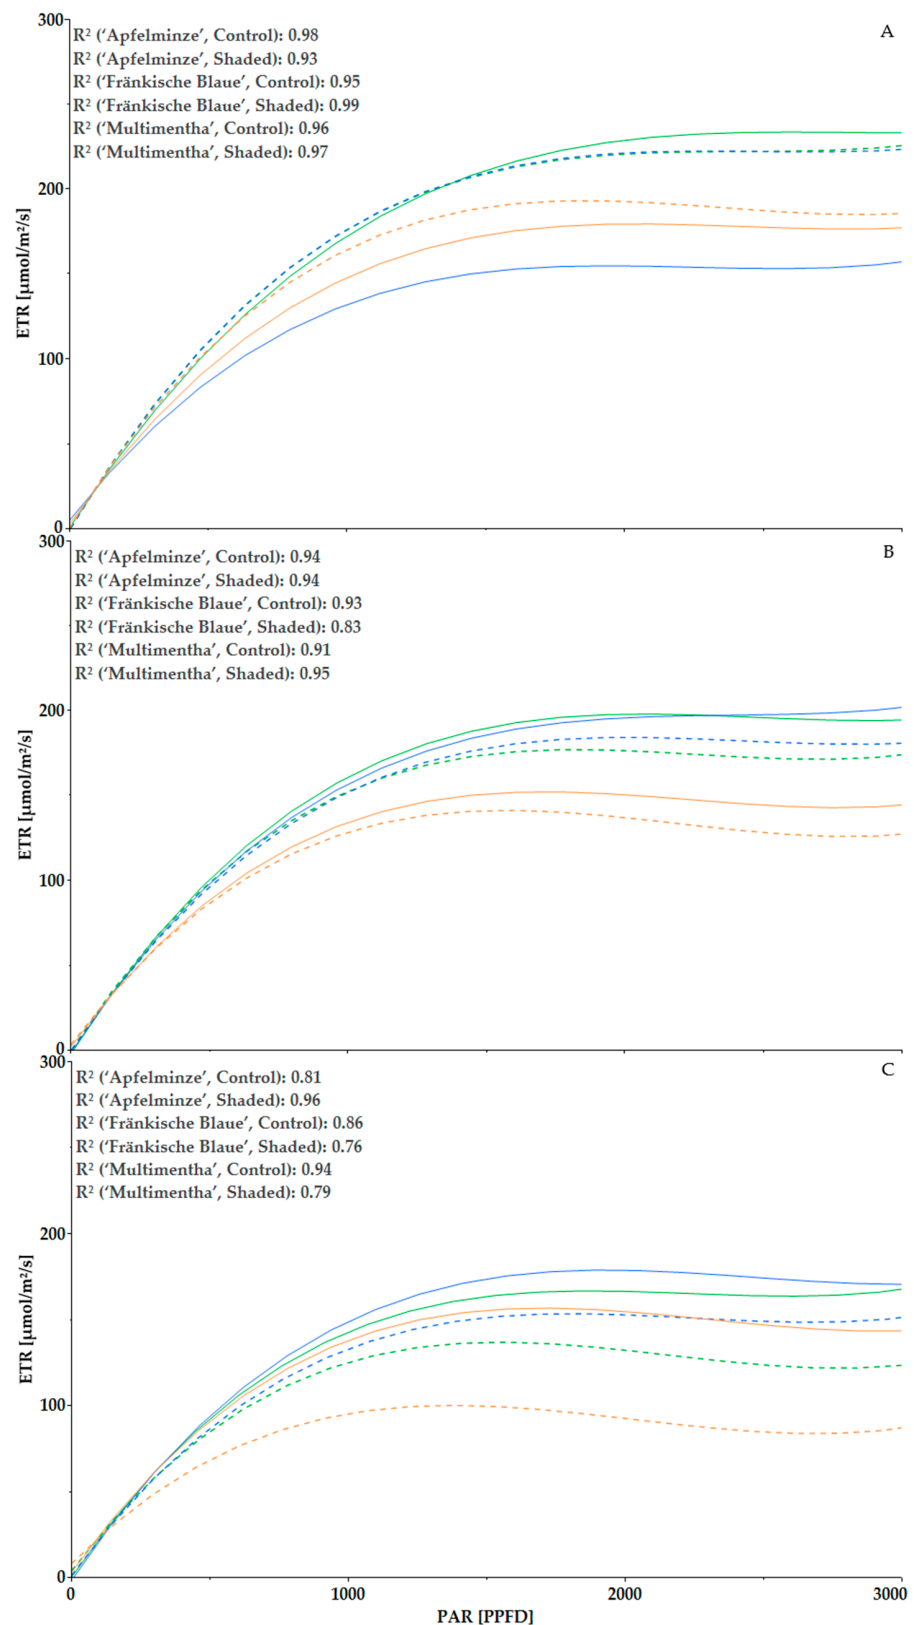 300
A
R² (‘Apfelminze’, Control): 0.98
R² (‘Apfelminze’, Shaded): 0.93
R² (‘Fränkische Blaue’, Control): 0.95
R² (‘Fränkische Blaue’, Shaded): 0.99
R² (‘Multimentha’, Control): 0.96
R² (‘Multimentha’, Shaded): 0.97
200
ETR [µmol/m²/s]
100
0
300
B
R² (‘Apfelminze’, Control): 0.94
R² (‘Apfelminze’, Shaded): 0.94
R² (‘Fränkische Blaue’, Control): 0.93
R² (‘Fränkische Blaue’, Shaded): 0.83
R² (‘Multimentha’, Control): 0.91
R² (‘Multimentha’, Shaded): 0.95
200
ETR [µmol/m²/s]
100
0
300
C
R² (‘Apfelminze’, Control): 0.81
R² (‘Apfelminze’, Shaded): 0.96
R² (‘Fränkische Blaue’, Control): 0.86
R² (‘Fränkische Blaue’, Shaded): 0.76
R² (‘Multimentha’, Control): 0.94
R² (‘Multimentha’, Shaded): 0.79
200
ETR [µmol/m²/s]
100
0
0 1000 2000 3000
PAR [PPFD]